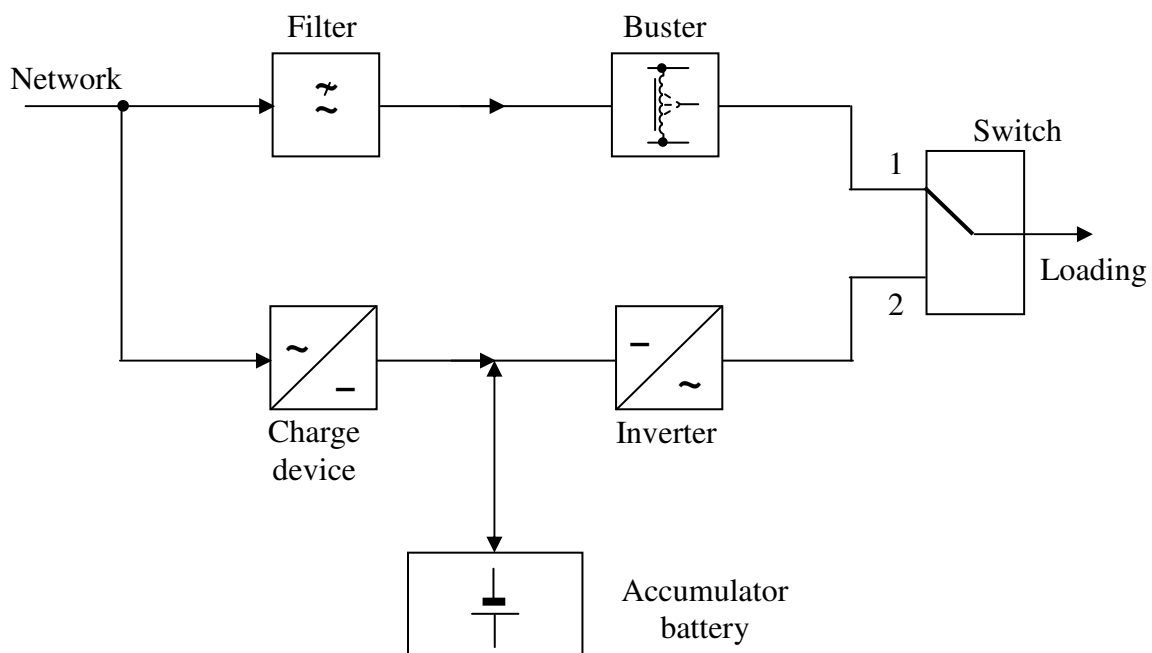 Filter
Buster
Network
Switch
1
Loading
2
Charge
device
Inverter
Accumulator
battery